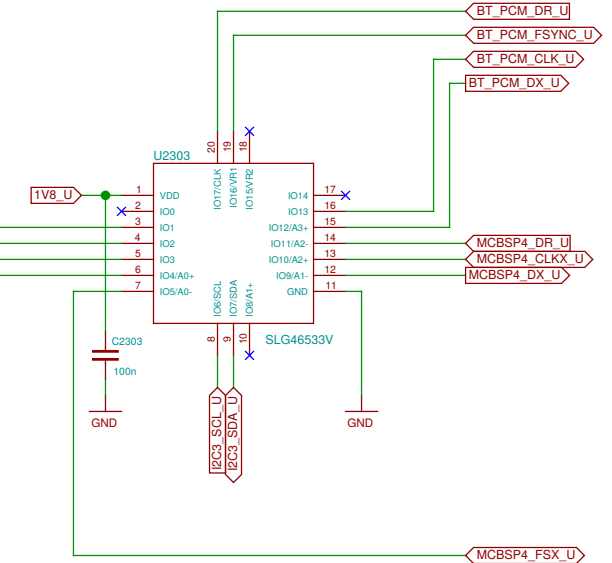 BT_PCM_DR_U
BT_PCM_FSYNC_U
BT_PCM_CLK_U
BT_PCM_DX_U
U2303
20
19
18
IO17/CLK
IO16/VR1
IO15/VR2
1V8_U
1 VDD
2 IO0
3 IO1
4 IO2
5 IO3
6 IO4/A0+
7 IO5/A0-
IO14 17
IO13 16
IO12/A3+ 15
IO11/A2- 14
IO10/A2+ 13
IO9/A1- 12
GND 11
MCBSP4_DR_U
MCBSP4_CLKX_U
MCBSP4_DX_U
IO6/SCL
IO7/SDA
IO8/A1+
8
9
10
SLG46533V
C2303
100n
GND
I2C3_SCL_U
I2C3_SDA_U
GND
MCBSP4_FSX_U